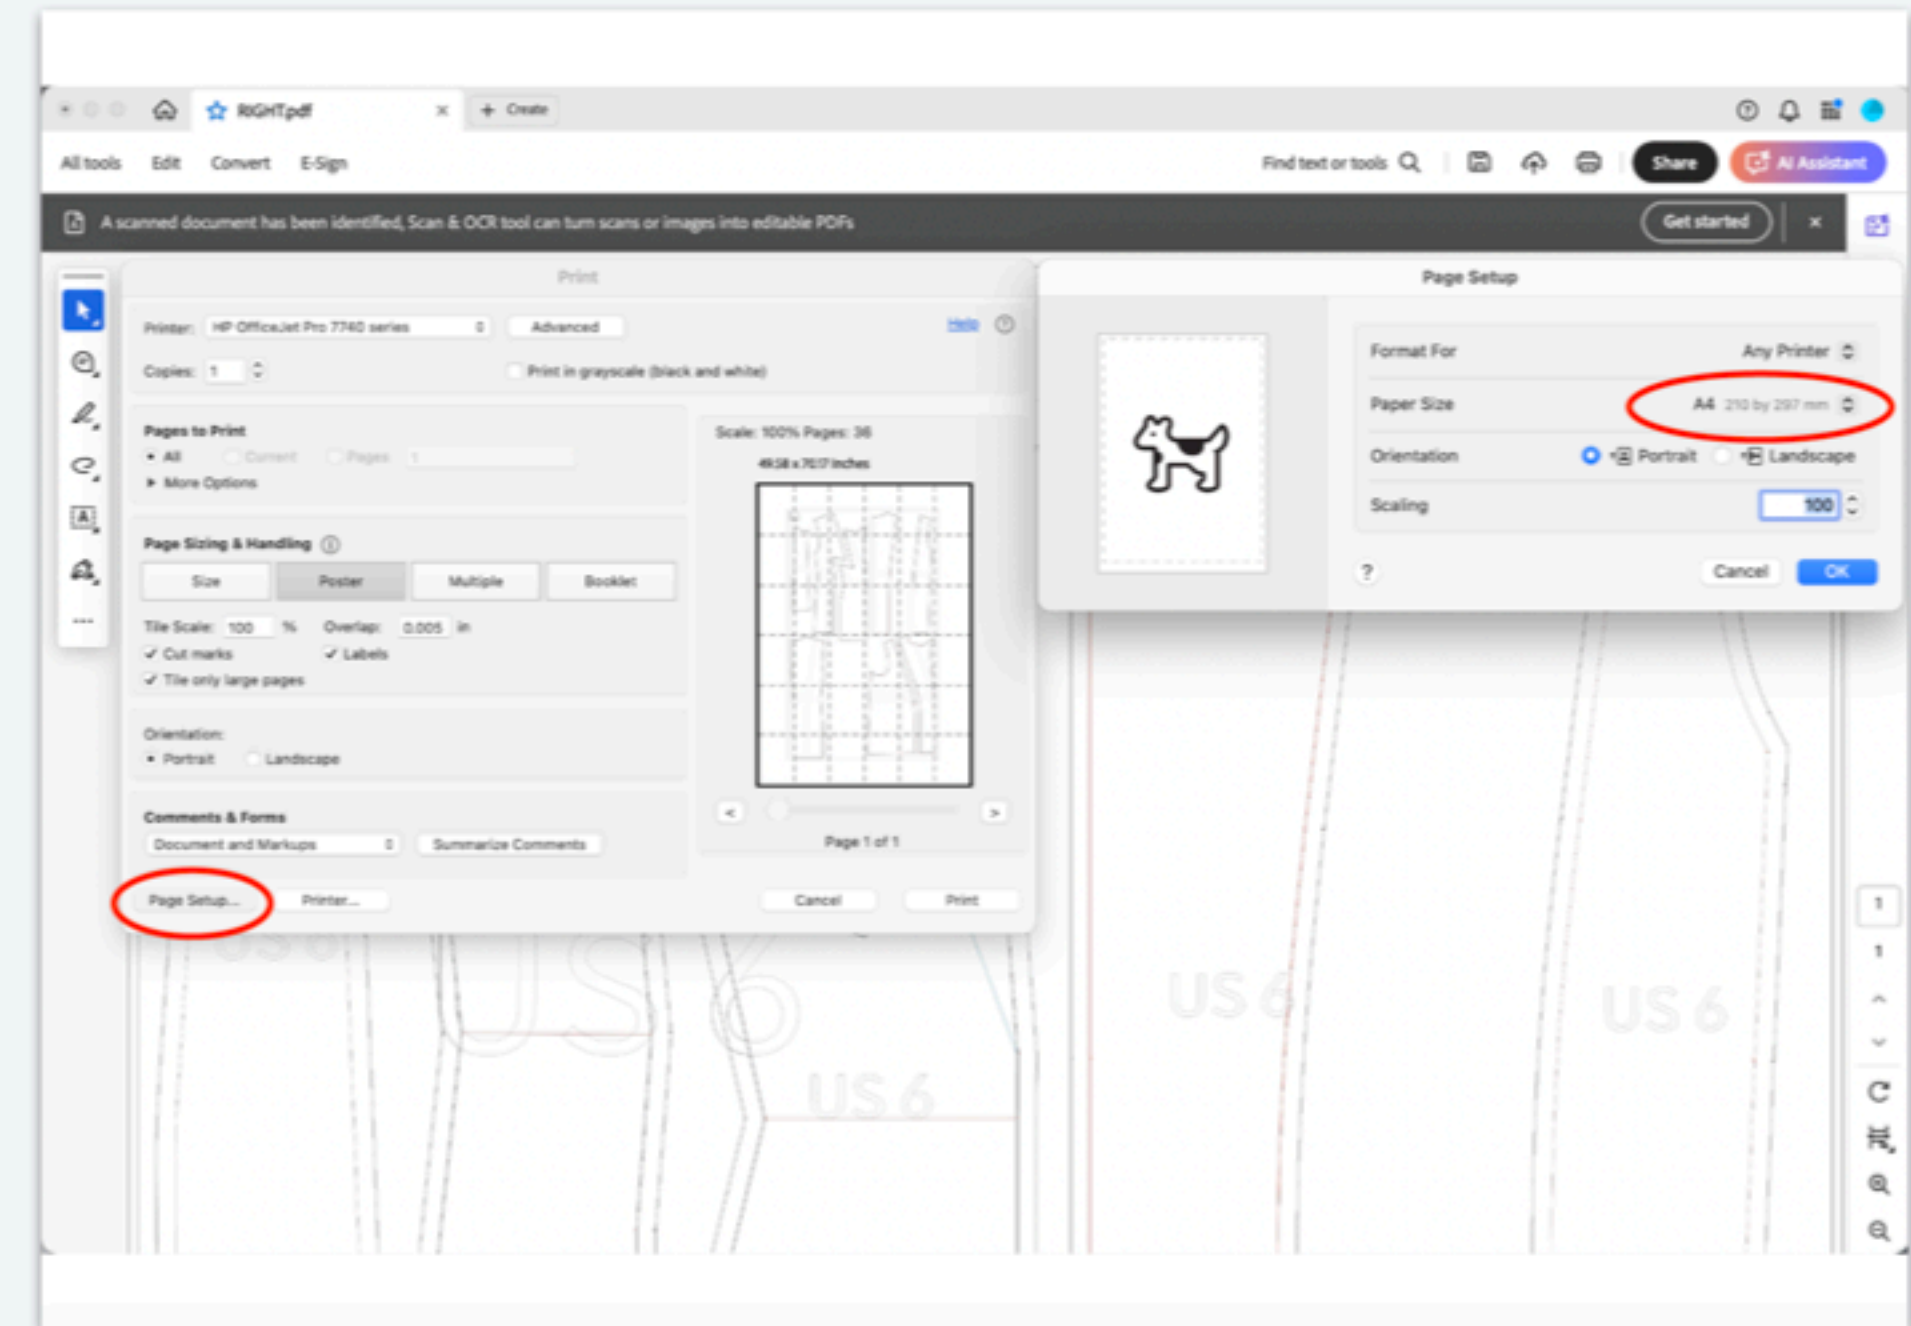 RIGHT.pdf
+ Create
All tools Edit Convert E-Sign
Find text or tools
Share
AI Assistant
A scanned document has been identified, Scan & OCR tool can turn scans or images into editable PDFs
Get started
Print
Printer: HP OfficeJet Pro 7740 series
Advanced
Help
Copies: 1
Print in grayscale (black and white)
Pages to Print
All Current Pages 1
More Options
Page Sizing & Handling
Size Poster Multiple Booklet
Tile Scale: 100 % Overlap: 0.005 in
Cut marks Labels
Tile only large pages
Orientation:
Portrait Landscape
Comments & Forms
Document and Markups
Summarize Comments
Page Setup...
Printer...
Scale: 100% Pages: 36
49.58 x 70.17 Inches
< >
Page 1 of 1
Cancel
Print
Page Setup
Format For Any Printer
Paper Size A4 210 by 297 mm
Orientation Portrait Landscape
Scaling 100
?
Cancel OK
US 6
US 6
US 6
US 6
US 6
1
1